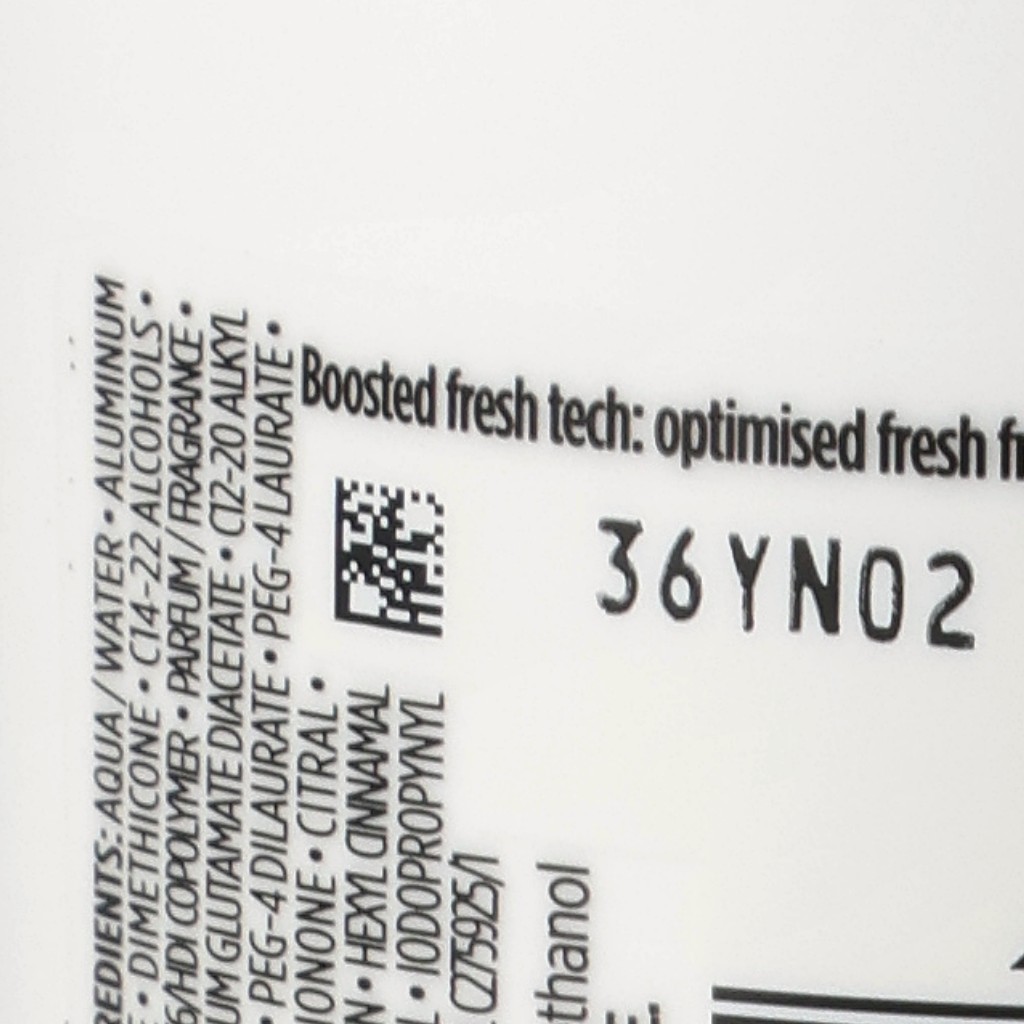 REDIENTS: AQUA / WATER • ALUMINUM
E • DIMETHICONE • C14-22 ALCOHOLS •
6/HDI COPOLYMER • PARFUM / FRAGRANCE •
UM GLUTAMATE DIACETATE • C12-20 ALKYL
• PEG-4 DILAURATE • PEG-4 LAURATE •
IONONE • CITRAL •
N • HEXYL CINNAMAL
L • IODOPROPYNYL
C275925/1
thanol
E.
Boosted fresh tech: optimised fresh fr
36YN02